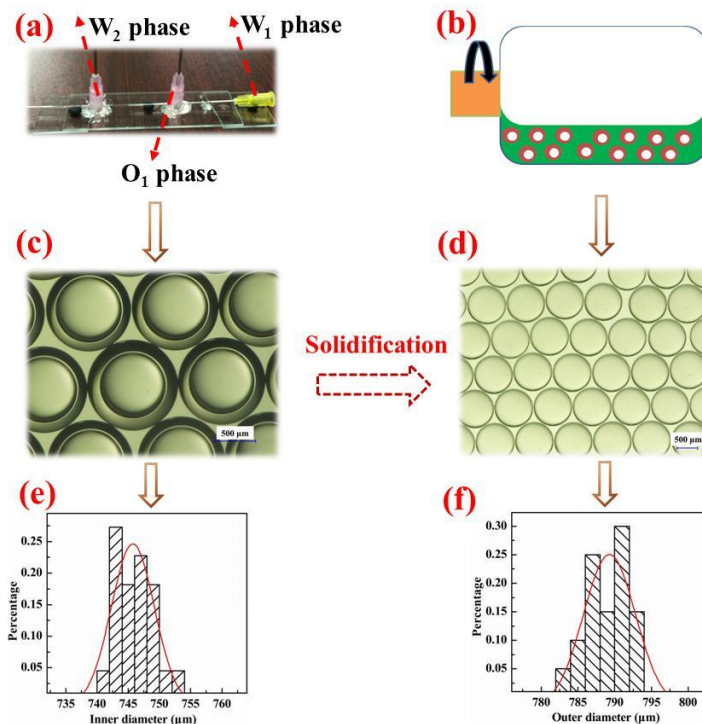 (a)
W₂ phase
W₁ phase
O₁ phase
(b)
(c)
500 μm
Solidification
(d)
500 μm
(e)
Percentage
0.25
0.20
0.15
0.10
0.05
735 740 745 750 755 760
Inner diameter (μm)
(f)
Percentage
0.30
0.25
0.20
0.15
0.10
0.05
780 785 790 795 800
Outer diameter (μm)